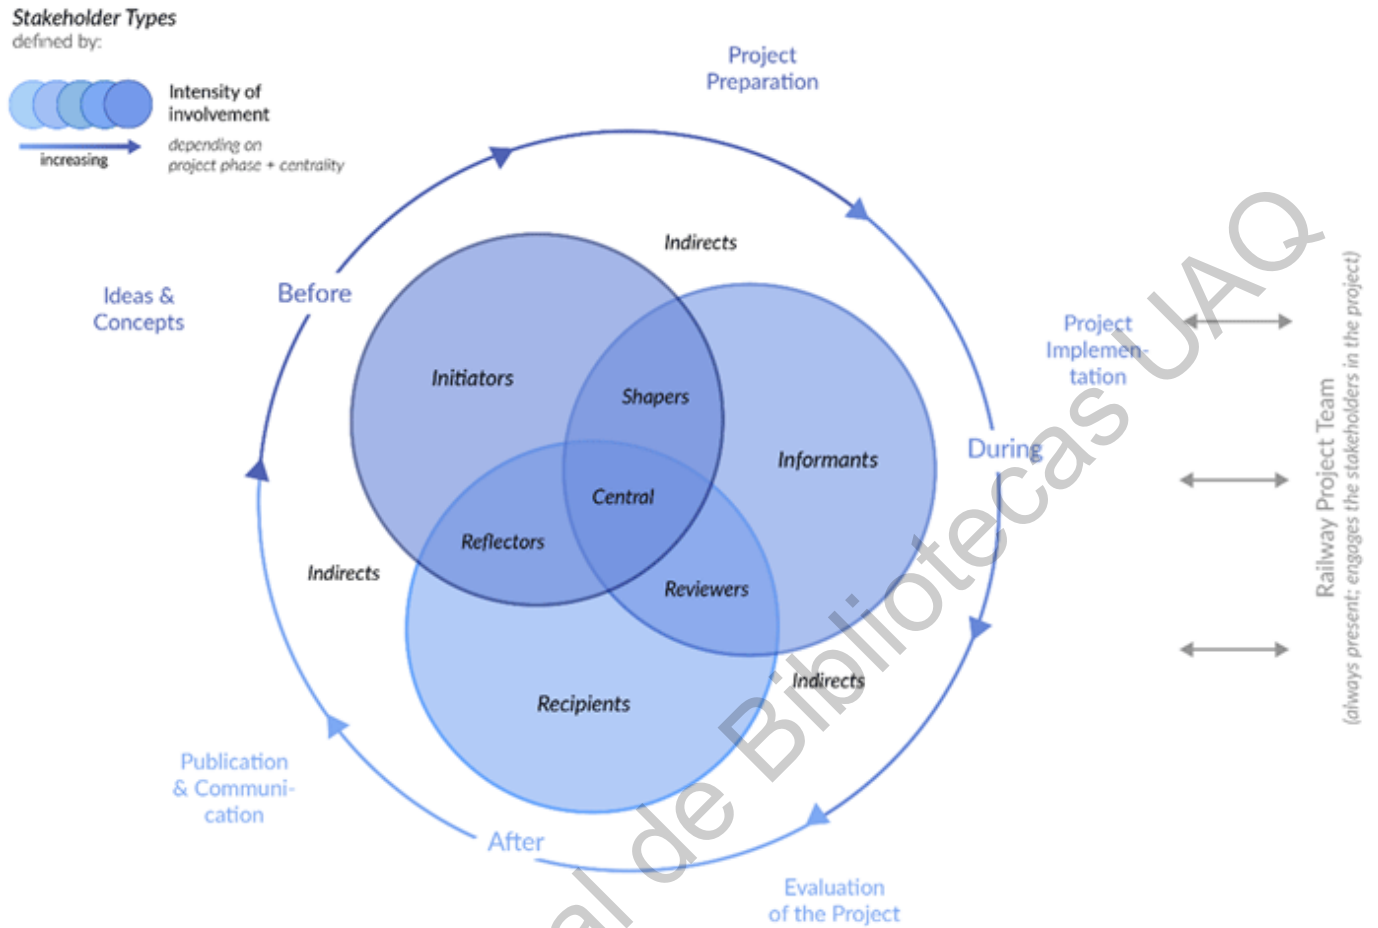 Stakeholder Types
defined by:
Intensity of
involvement
increasing
depending on
project phase + centrality
Project
Preparation
Indirects
Ideas &
Concepts
Before
Project
Implemen-
tation
Initiators
Shapers
During
Informants
Central
Reflectors
Indirects
Reviewers
Indirects
Recipients
Publication
& Communi-
cation
After
Evaluation
of the Project
Railway Project Team
(always present; engages the stakeholders in the project)
al de Bibliotecas UAQ